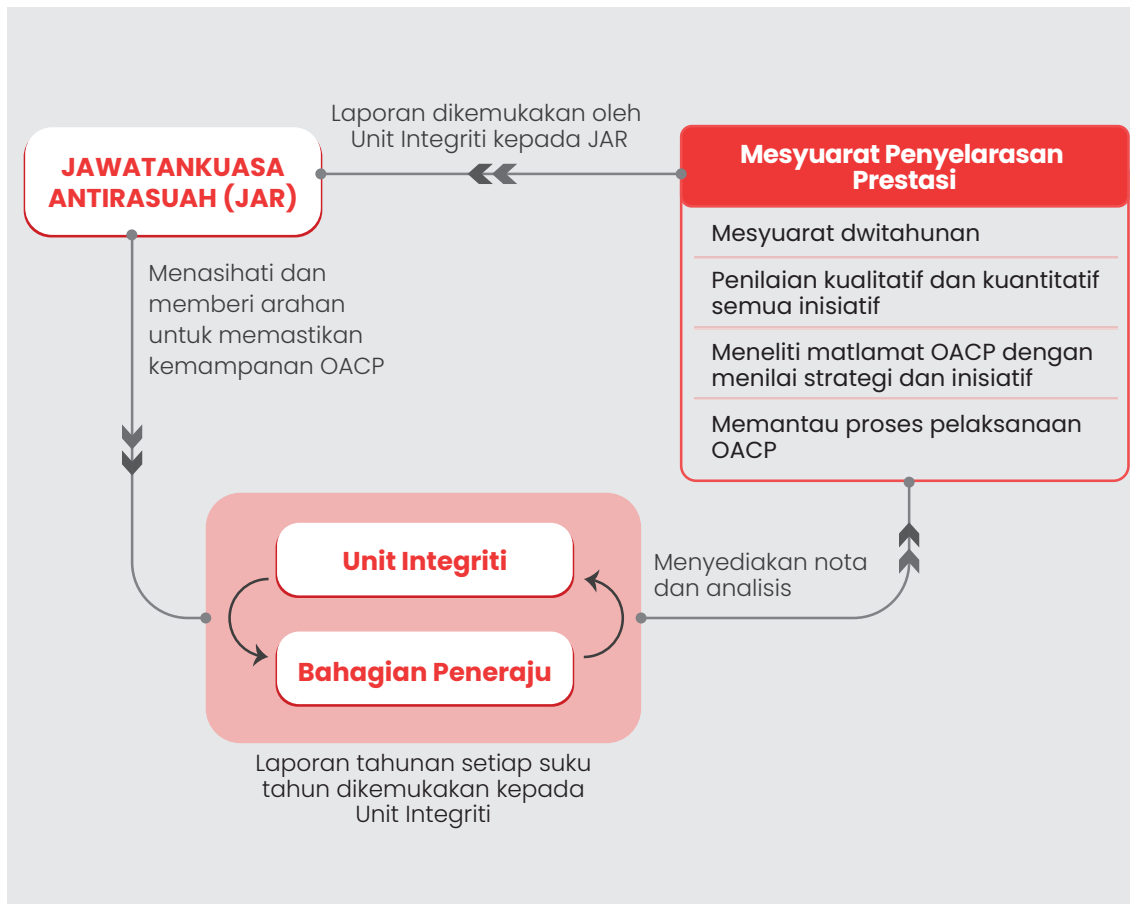 Laporan dikemukakan oleh
Unit Integriti kepada JAR
JAWATANKUASA
ANTIRASUAH (JAR)
Mesyuarat Penyelarasan
Prestasi
Mesyuarat dwitahunan
Penilaian kualitatif dan kuantitatif
semua inisiatif
Meneliti matlamat OACP dengan
menilai strategi dan inisiatif
Memantau proses pelaksanaan
OACP
Menasihati dan
memberi arahan
untuk memastikan
kemampanan OACP
Unit Integriti
Bahagian Peneraju
Menyediakan nota
dan analisis
Laporan tahunan setiap suku
tahun dikemukakan kepada
Unit Integriti